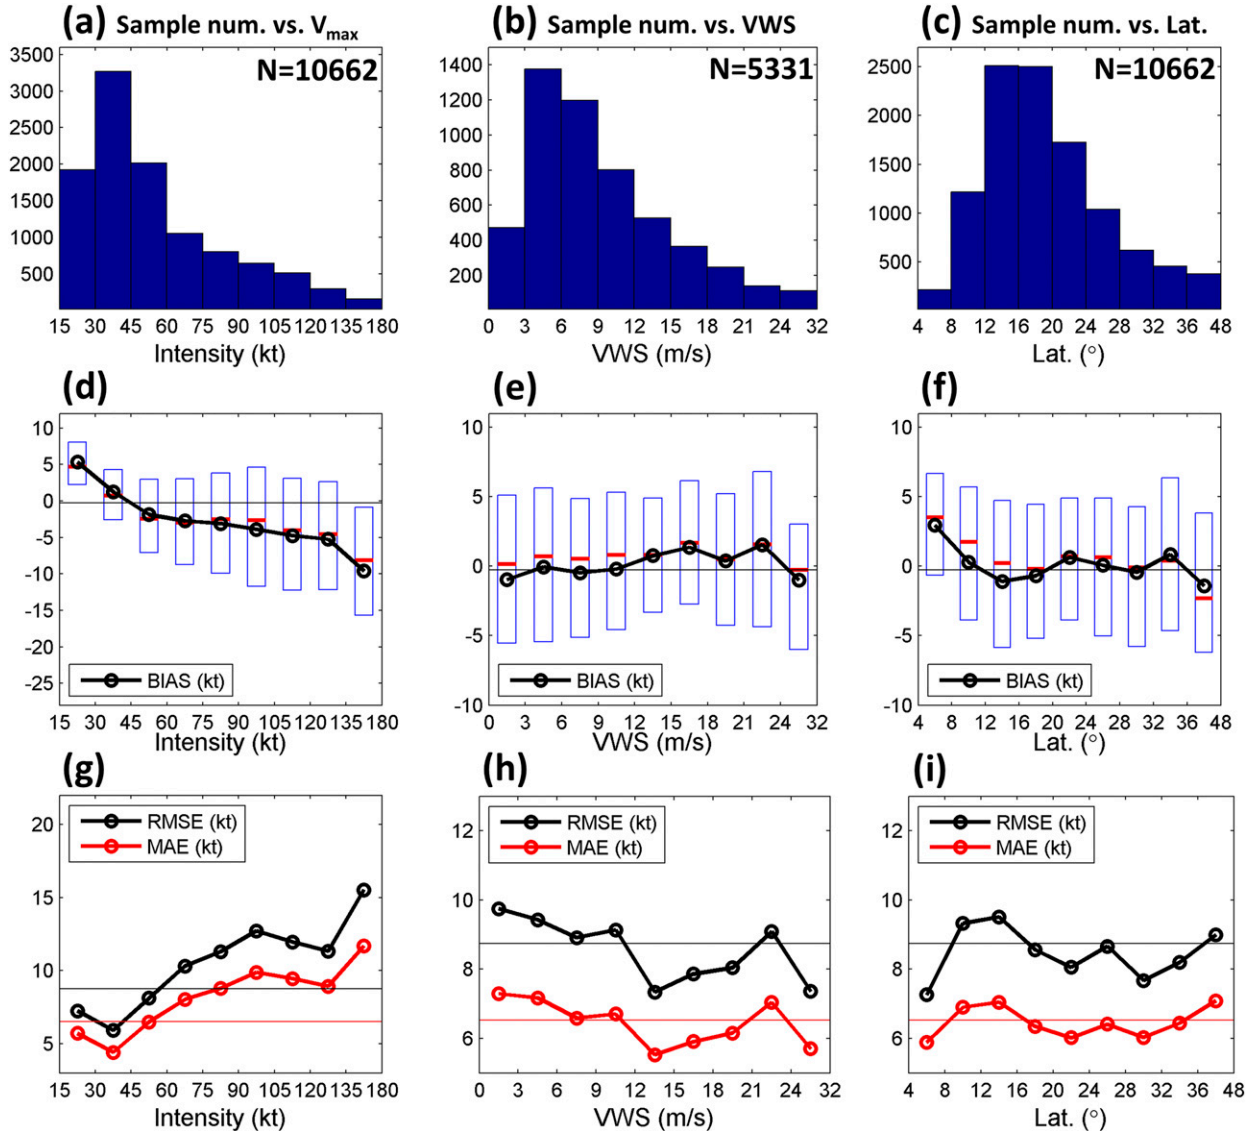 (a) Sample num. vs. Vmax
N=10662
3500
3000
2500
2000
1500
1000
500
15 30 45 60 75 90 105 120 135 180
Intensity (kt)
(b) Sample num. vs. VWS
N=5331
1400
1200
1000
800
600
400
200
0 3 6 9 12 15 18 21 24 32
VWS (m/s)
(c) Sample num. vs. Lat.
N=10662
2500
2000
1500
1000
500
4 8 12 16 20 24 28 32 36 48
Lat. (°)
(d)
10
5
0
-5
-10
-15
-20
-25
BIAS (kt)
15 30 45 60 75 90 105 120 135 180
Intensity (kt)
(e)
10
5
0
-5
-10
BIAS (kt)
0 3 6 9 12 15 18 21 24 32
VWS (m/s)
(f)
10
5
0
-5
-10
BIAS (kt)
4 8 12 16 20 24 28 32 36 48
Lat. (°)
(g)
20
15
10
5
RMSE (kt)
MAE (kt)
15 30 45 60 75 90 105 120 135 180
Intensity (kt)
(h)
12
10
8
6
RMSE (kt)
MAE (kt)
0 3 6 9 12 15 18 21 24 32
VWS (m/s)
(i)
12
10
8
6
RMSE (kt)
MAE (kt)
4 8 12 16 20 24 28 32 36 48
Lat. (°)